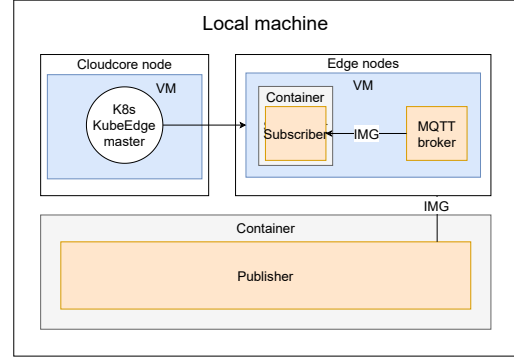 Local machine
Cloudcore node
VM
K8s
KubeEdge
master
Edge nodes
VM
Container
Subscriber
IMG
MQTT
broker
IMG
Container
Publisher